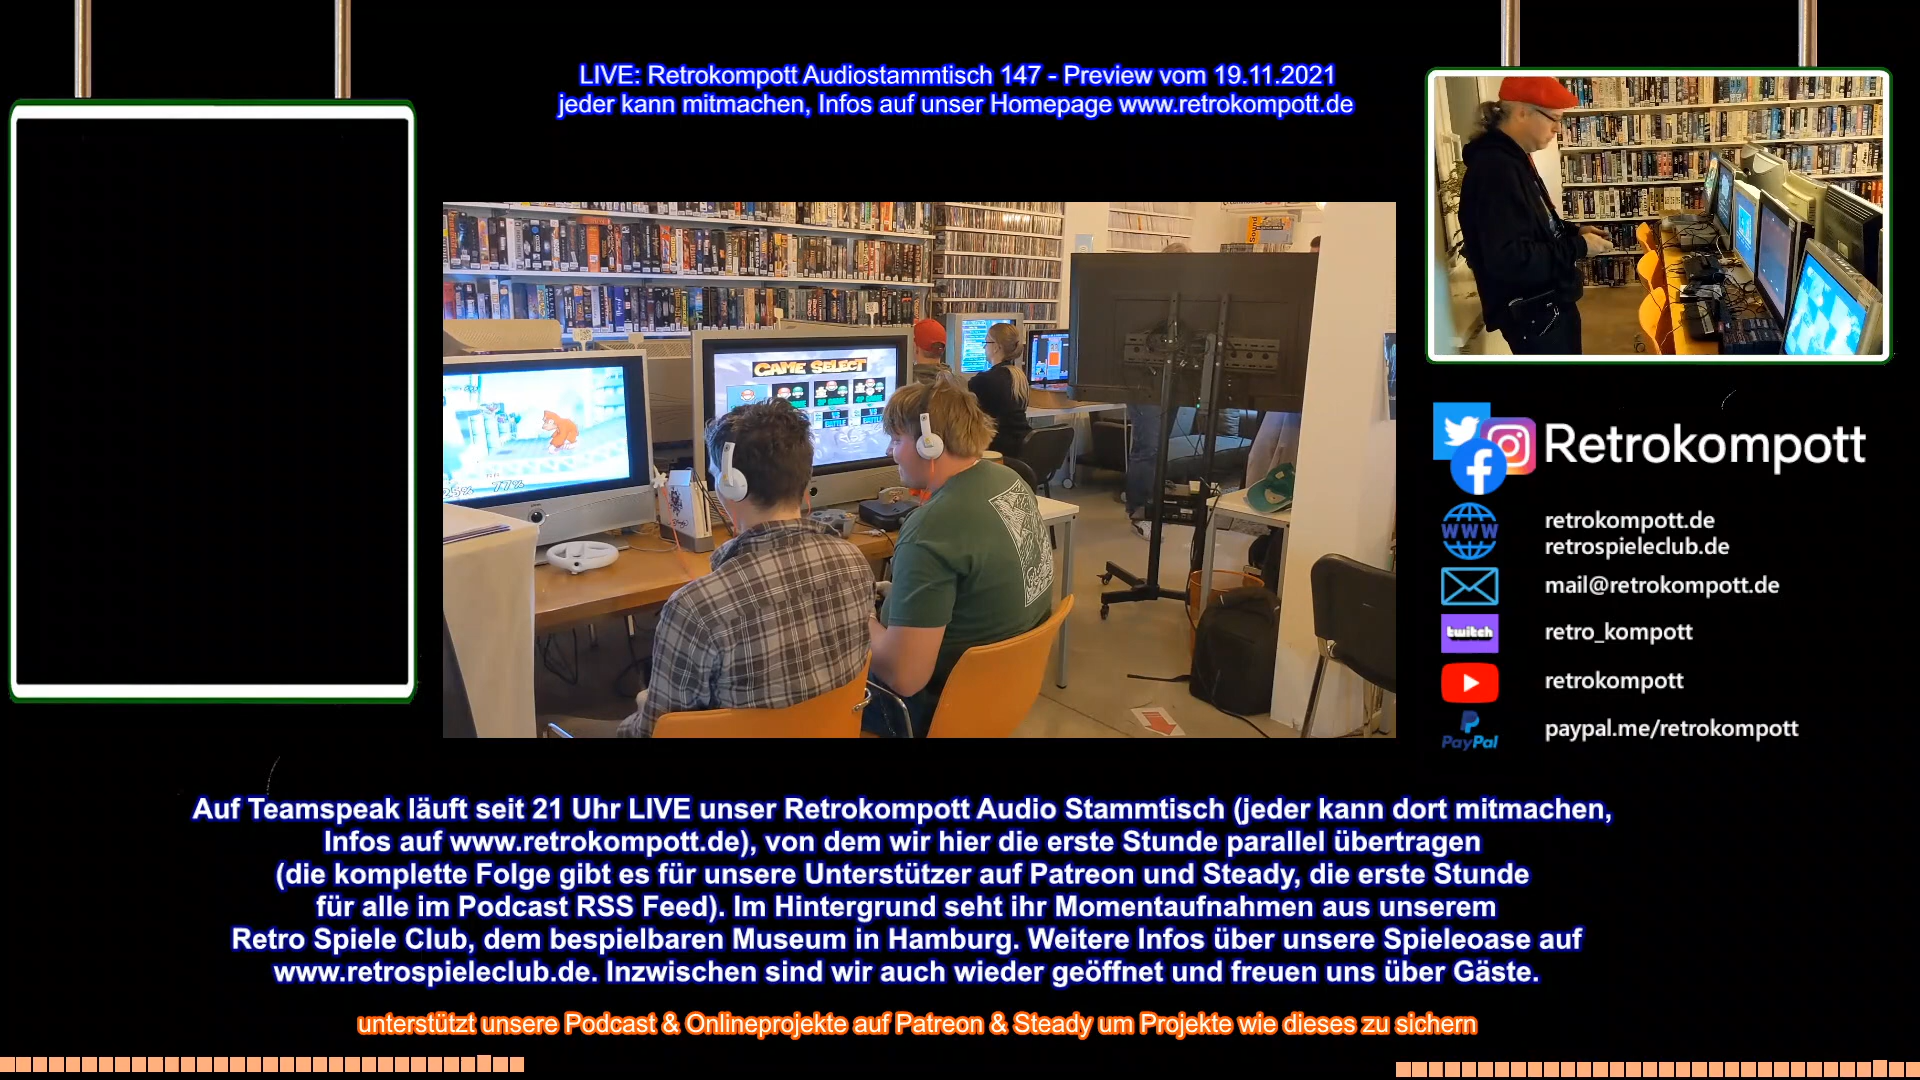 LIVE: Retrokompott Audiostammtisch 147 - Preview vom 19.11.2021
jeder kann mitmachen, Infos auf unser Homepage www.retrokompott.de
GAME SELECT
BATTLE
77%
Retrokompott
WWW
retrokompott.de
retrospieleclub.de
mail@retrokompott.de
twitch
retro_kompott
retrokompott
PayPal
paypal.me/retrokompott
Auf Teamspeak läuft seit 21 Uhr LIVE unser Retrokompott Audio Stammtisch (jeder kann dort mitmachen,
Infos auf www.retrokompott.de), von dem wir hier die erste Stunde parallel übertragen
(die komplette Folge gibt es für unsere Unterstützer auf Patreon und Steady, die erste Stunde
für alle im Podcast RSS Feed). Im Hintergrund seht ihr Momentaufnahmen aus unserem
Retro Spiele Club, dem bespielbaren Museum in Hamburg. Weitere Infos über unsere Spieleoase auf
www.retrospieleclub.de. Inzwischen sind wir auch wieder geöffnet und freuen uns über Gäste.
unterstützt unsere Podcast & Onlineprojekte auf Patreon & Steady um Projekte wie dieses zu sichern